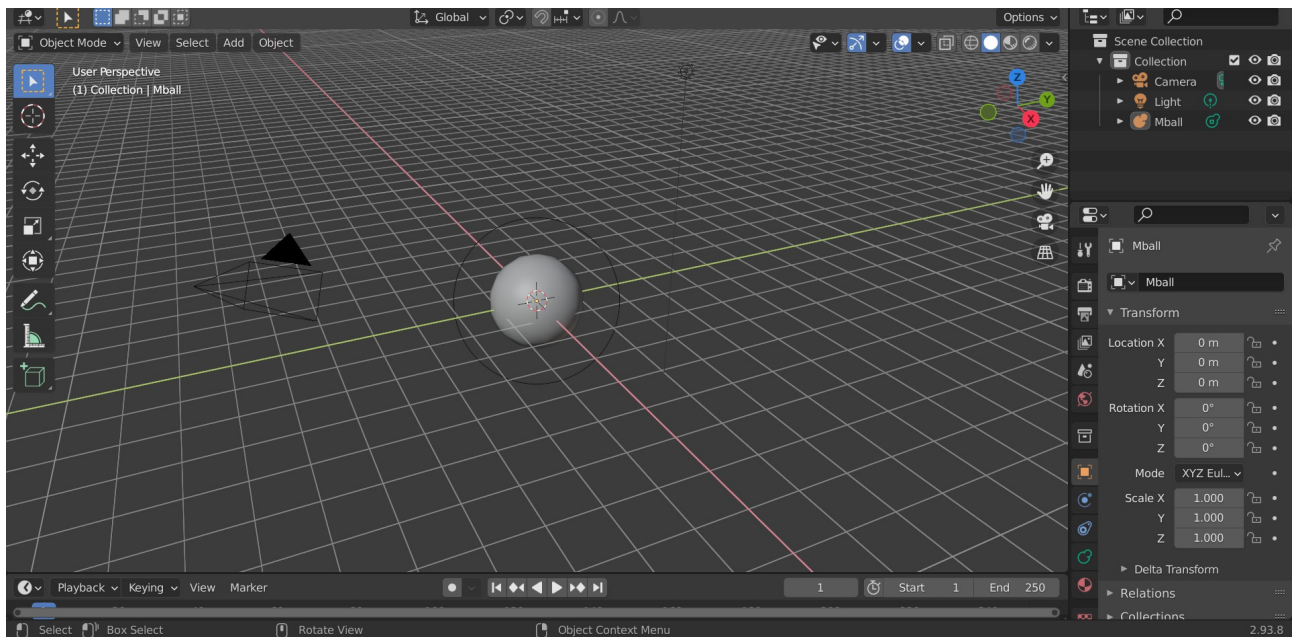 Global
Options
Object Mode View Select Add Object
User Perspective
(1) Collection | Mball
Z
Y
X
Scene Collection
Collection
Camera
Light
Mball
Mball
Mball
Transform
Location X 0 m
Y 0 m
Z 0 m
Rotation X 0°
Y 0°
Z 0°
Mode XYZ Eul...
Scale X 1.000
Y 1.000
Z 1.000
Delta Transform
Relations
Collections
Playback Keying View Marker
1 Start 1 End 250
Select Box Select Rotate View Object Context Menu 2.93.8